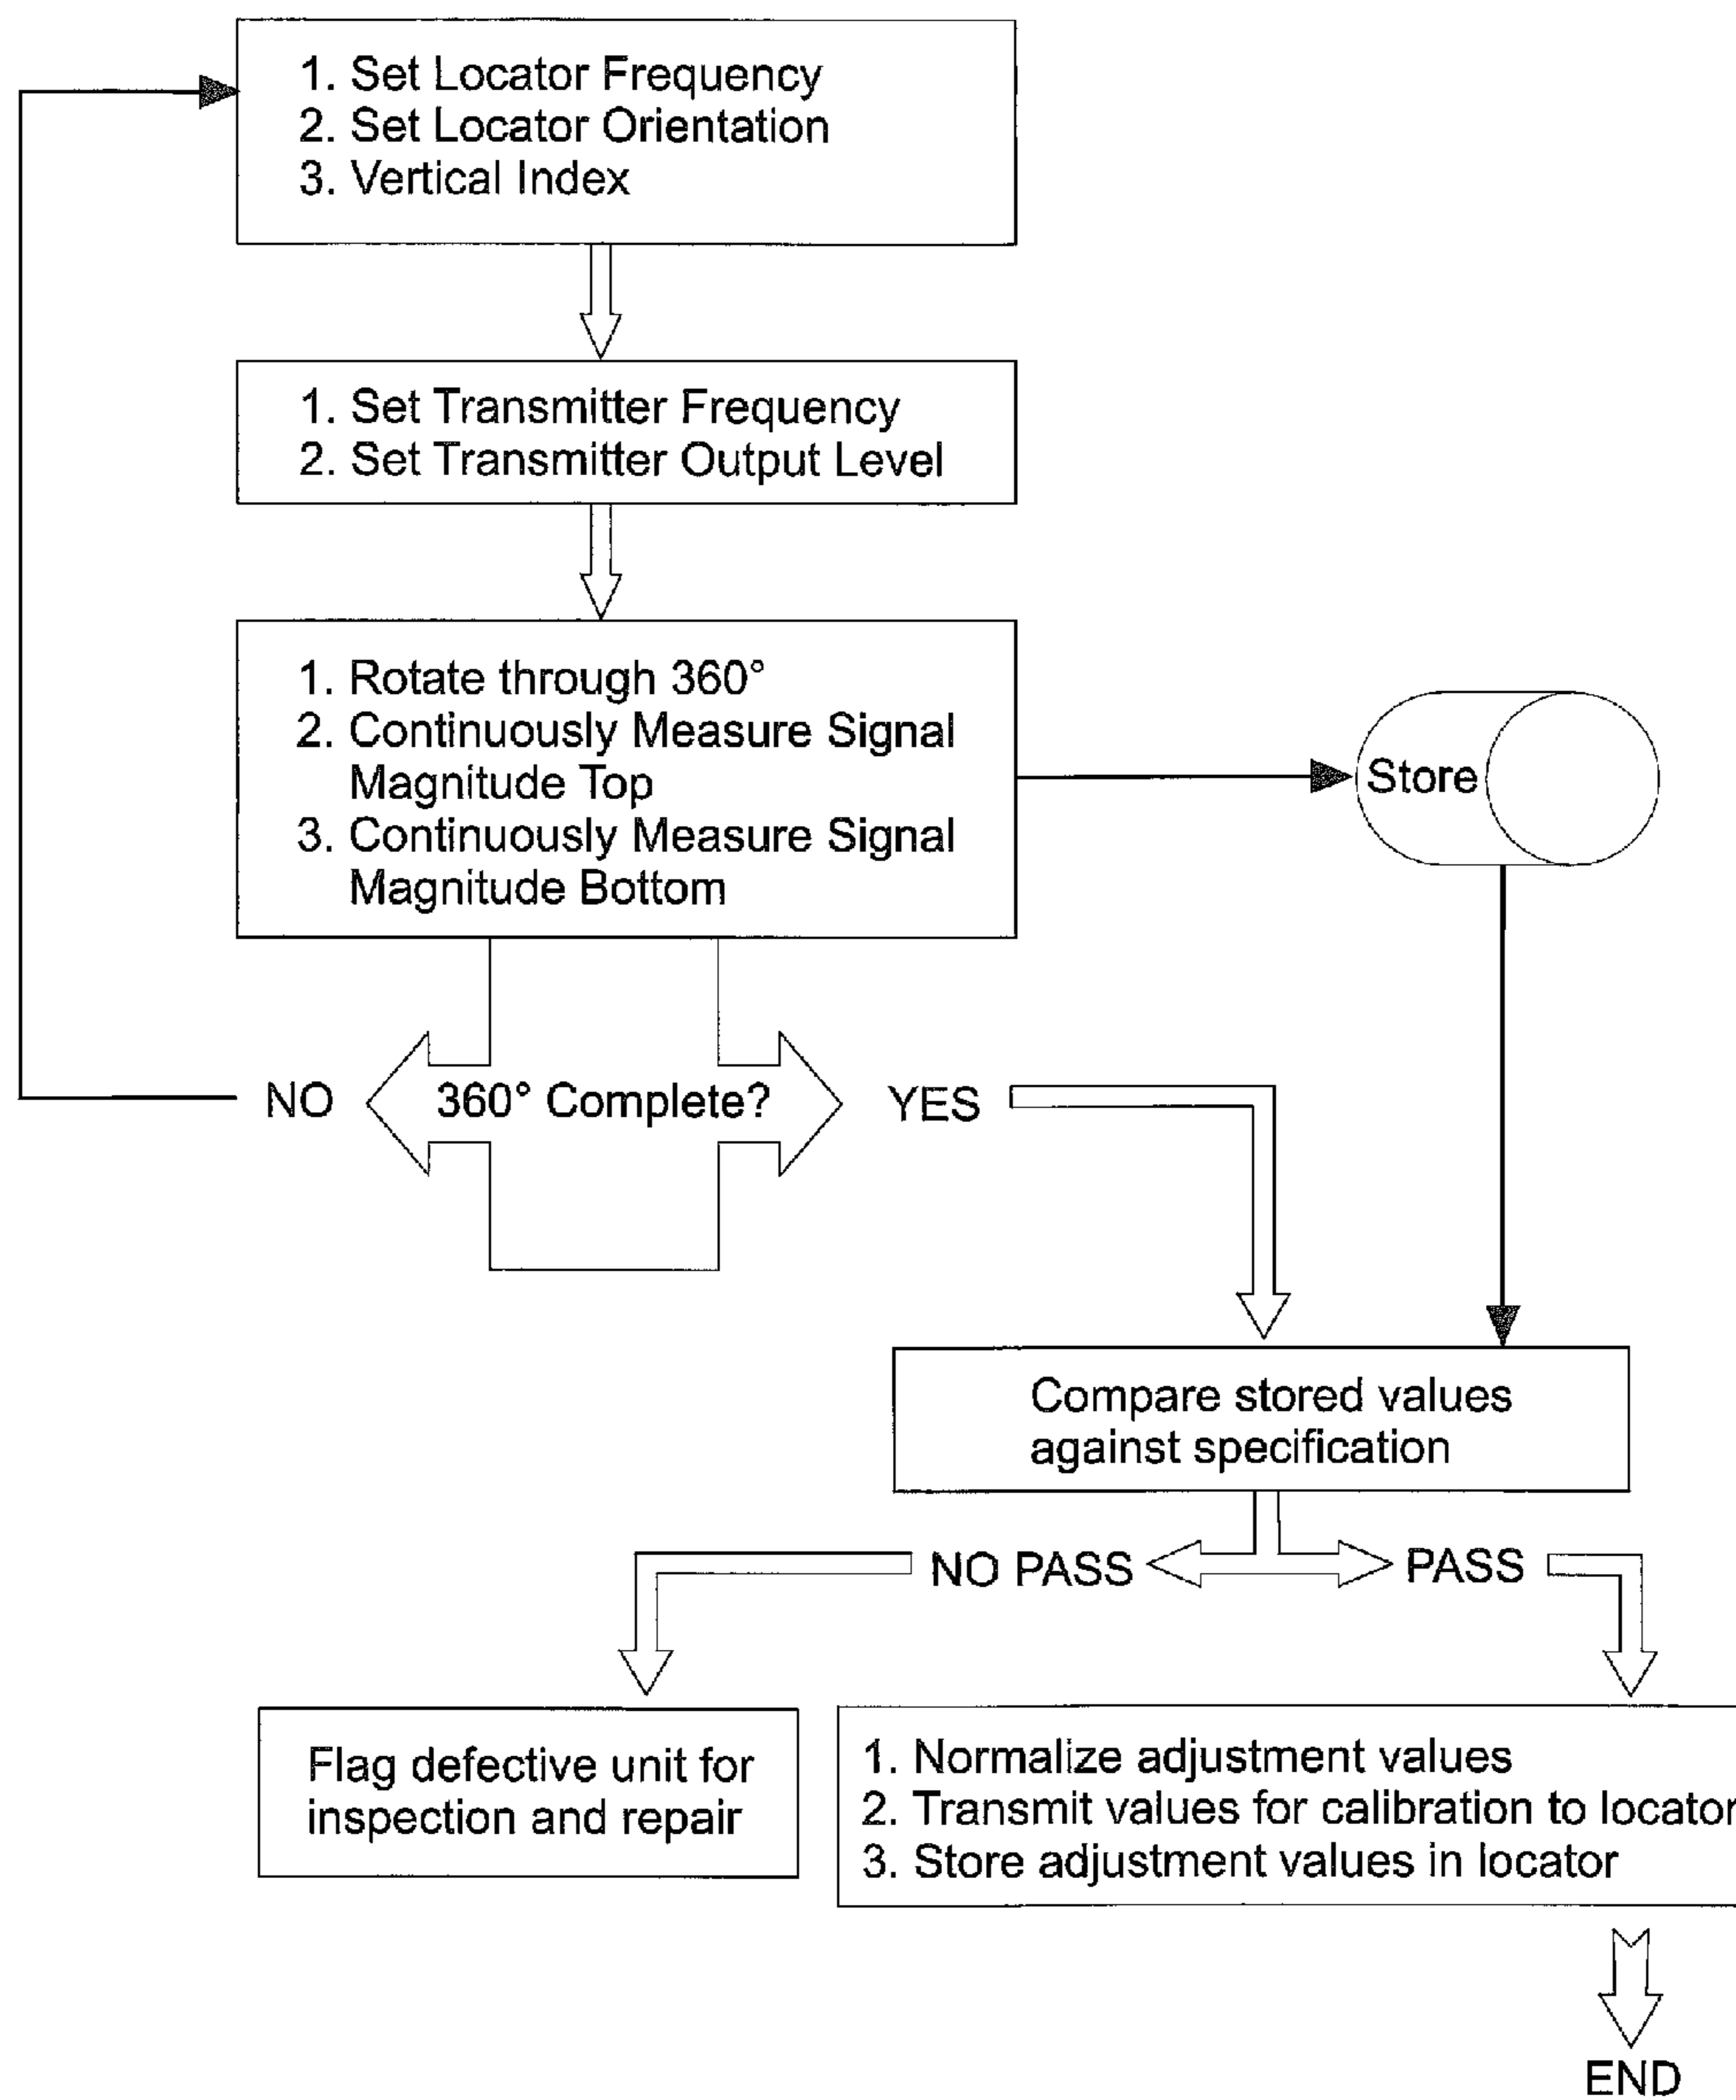 1. Set Locator Frequency
2. Set Locator Orientation
3. Vertical Index
1. Set Transmitter Frequency
2. Set Transmitter Output Level
1. Rotate through 360°
2. Continuously Measure Signal
Magnitude Top
3. Continuously Measure Signal
Magnitude Bottom
Store
NO
360° Complete?
YES
Compare stored values
against specification
NO PASS
PASS
Flag defective unit for
inspection and repair
1. Normalize adjustment values
2. Transmit values for calibration to locator
3. Store adjustment values in locator
END